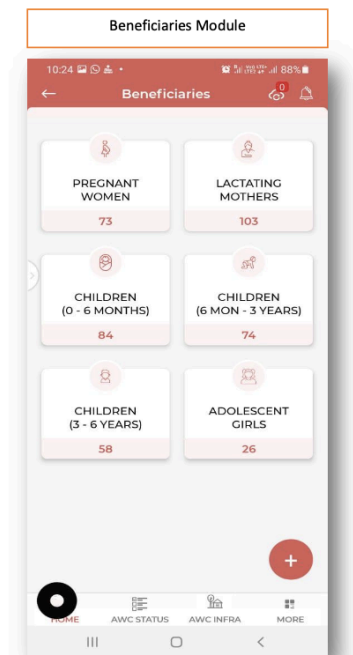 Beneficiaries Module
10:24
88%
Beneficiaries
0
PREGNANT
WOMEN
73
LACTATING
MOTHERS
103
CHILDREN
(0 - 6 MONTHS)
84
CHILDREN
(6 MON - 3 YEARS)
74
CHILDREN
(3 - 6 YEARS)
58
ADOLESCENT
GIRLS
26
+
HOME
AWC STATUS
AWC INFRA
MORE